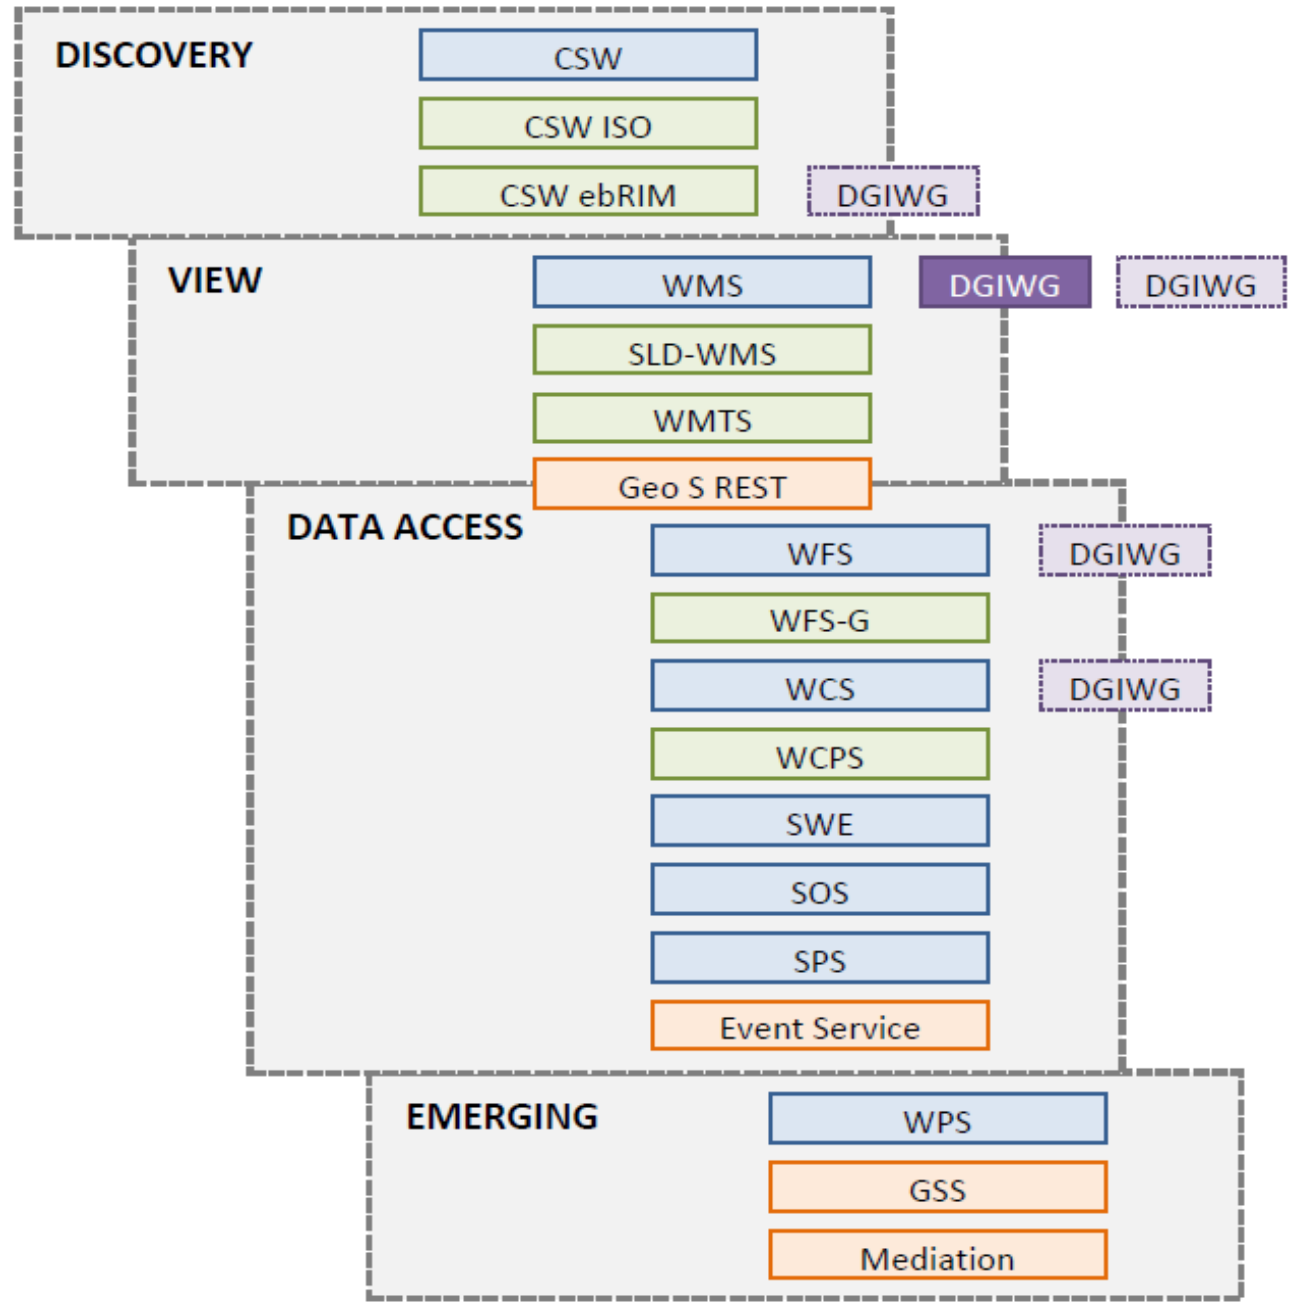 DISCOVERY
CSW
CSW ISO
CSW ebRIM DGIWG
VIEW
WMS DGIWG DGIWG
SLD-WMS
WMTS
Geo S REST
DATA ACCESS
WFS DGIWG
WFS-G
WCS DGIWG
WCPS
SWE
SOS
SPS
Event Service
EMERGING
WPS
GSS
Mediation